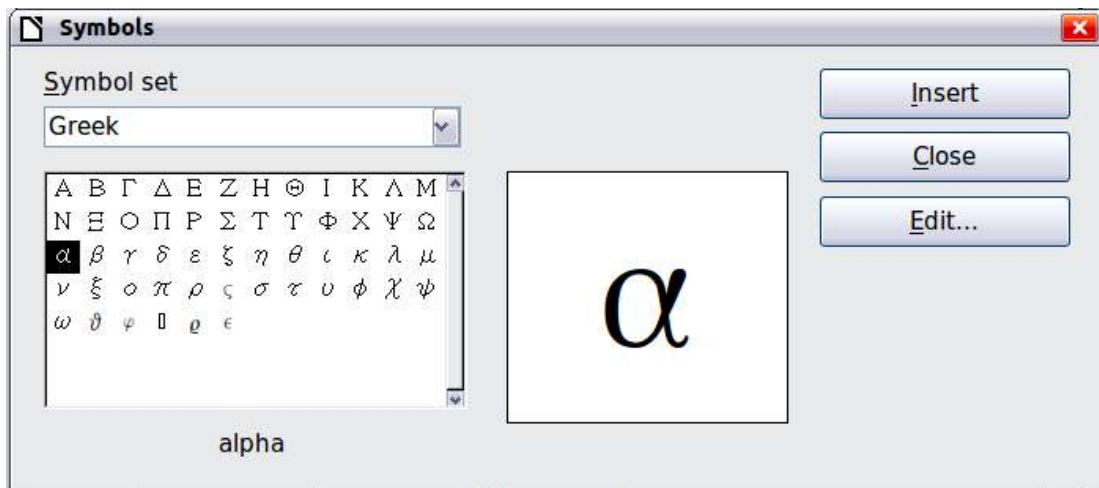 Symbols
Symbol set
Greek
Α Β Γ Δ Ε Ζ Η Θ Ι Κ Λ Μ
Ν Ξ Ο Π Ρ Σ Τ ϒ Φ Χ Ψ Ω
α β γ δ ε ζ η θ ι κ λ μ
ν ξ ο π ρ ς σ τ υ ϕ χ ψ
ω ϑ φ ▯ ϱ ϵ
alpha
α
Insert
Close
Edit...